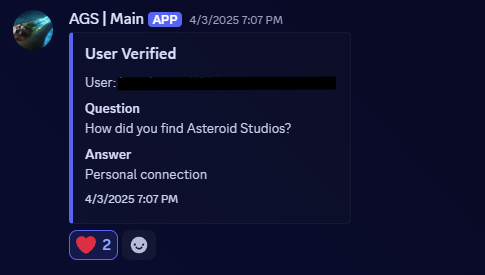 AGS | Main APP 4/3/2025 7:07 PM
User Verified
User:
Question
How did you find Asteroid Studios?
Answer
Personal connection
4/3/2025 7:07 PM
2